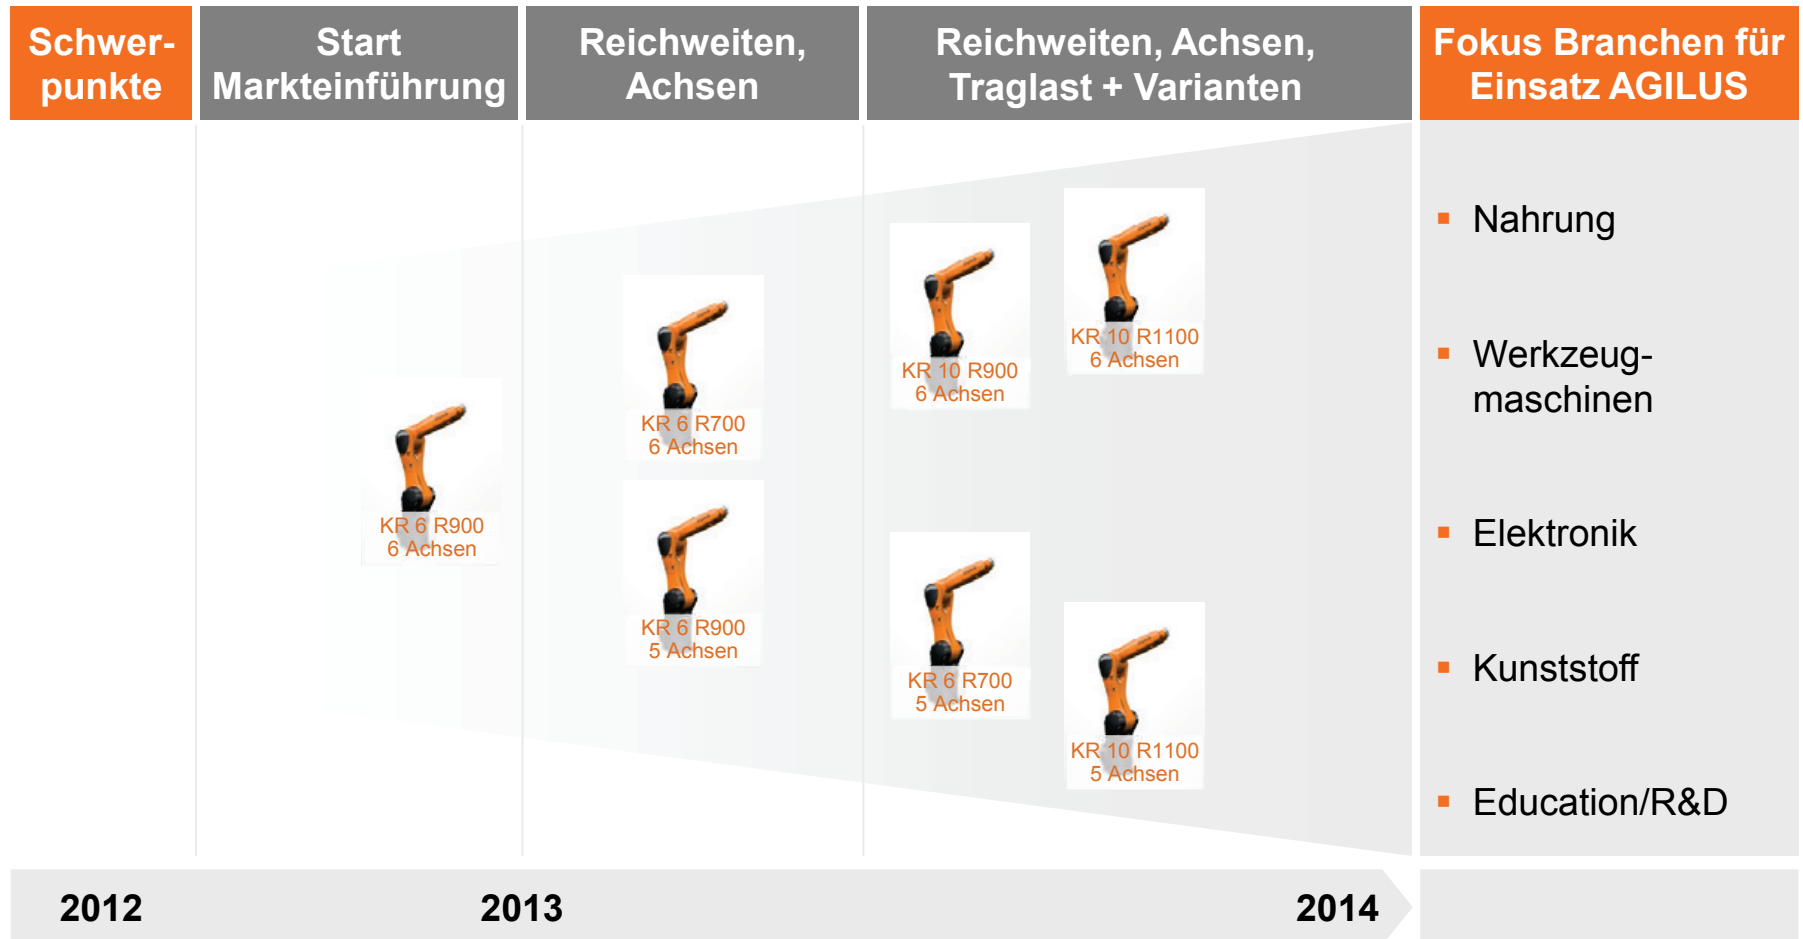 Schwer-
punkte
Start
Markteinführung
Reichweiten,
Achsen
Reichweiten, Achsen,
Traglast + Varianten
Fokus Branchen für
Einsatz AGILUS
KR 6 R900
6 Achsen
KR 6 R700
6 Achsen
KR 6 R900
5 Achsen
KR 10 R900
6 Achsen
KR 10 R1100
6 Achsen
KR 6 R700
5 Achsen
KR 10 R1100
5 Achsen
Nahrung
Werkzeug-
maschinen
Elektronik
Kunststoff
Education/R&D
2012
2013
2014